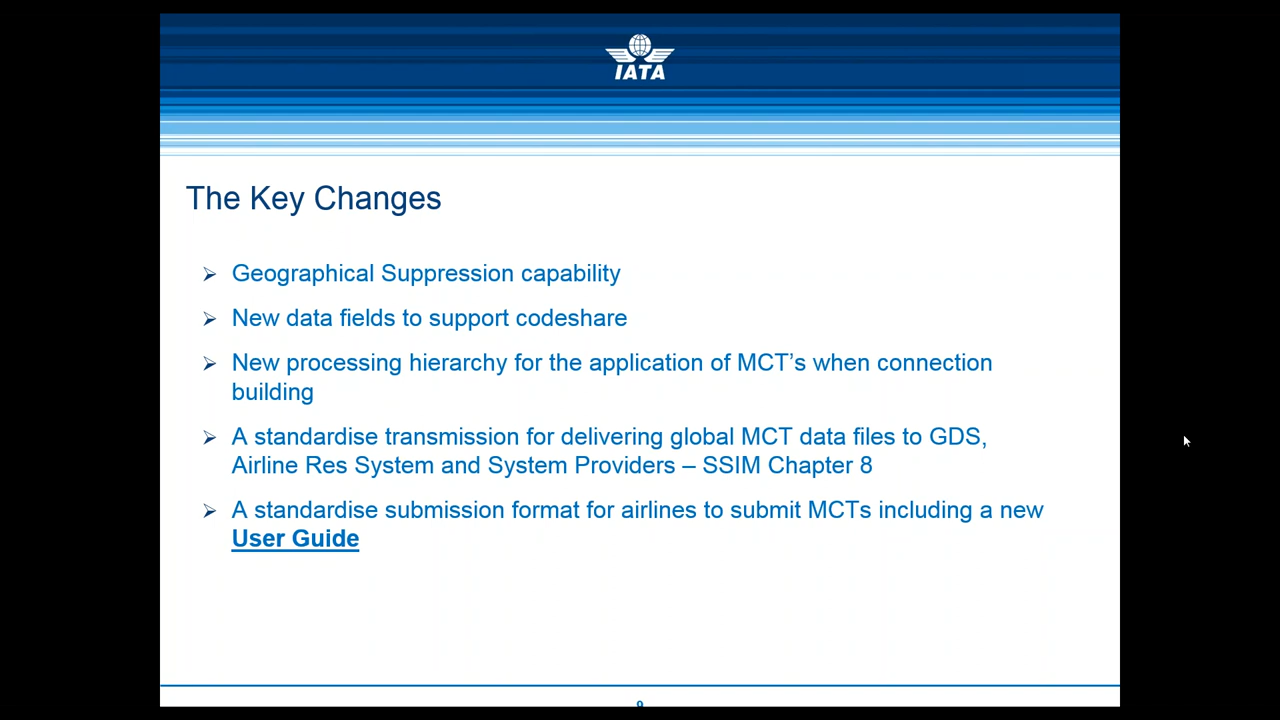 IATA
The Key Changes
➢ Geographical Suppression capability
➢ New data fields to support codeshare
➢ New processing hierarchy for the application of MCT’s when connection
building
➢ A standardise transmission for delivering global MCT data files to GDS,
Airline Res System and System Providers – SSIM Chapter 8
➢ A standardise submission format for airlines to submit MCTs including a new
User Guide
9